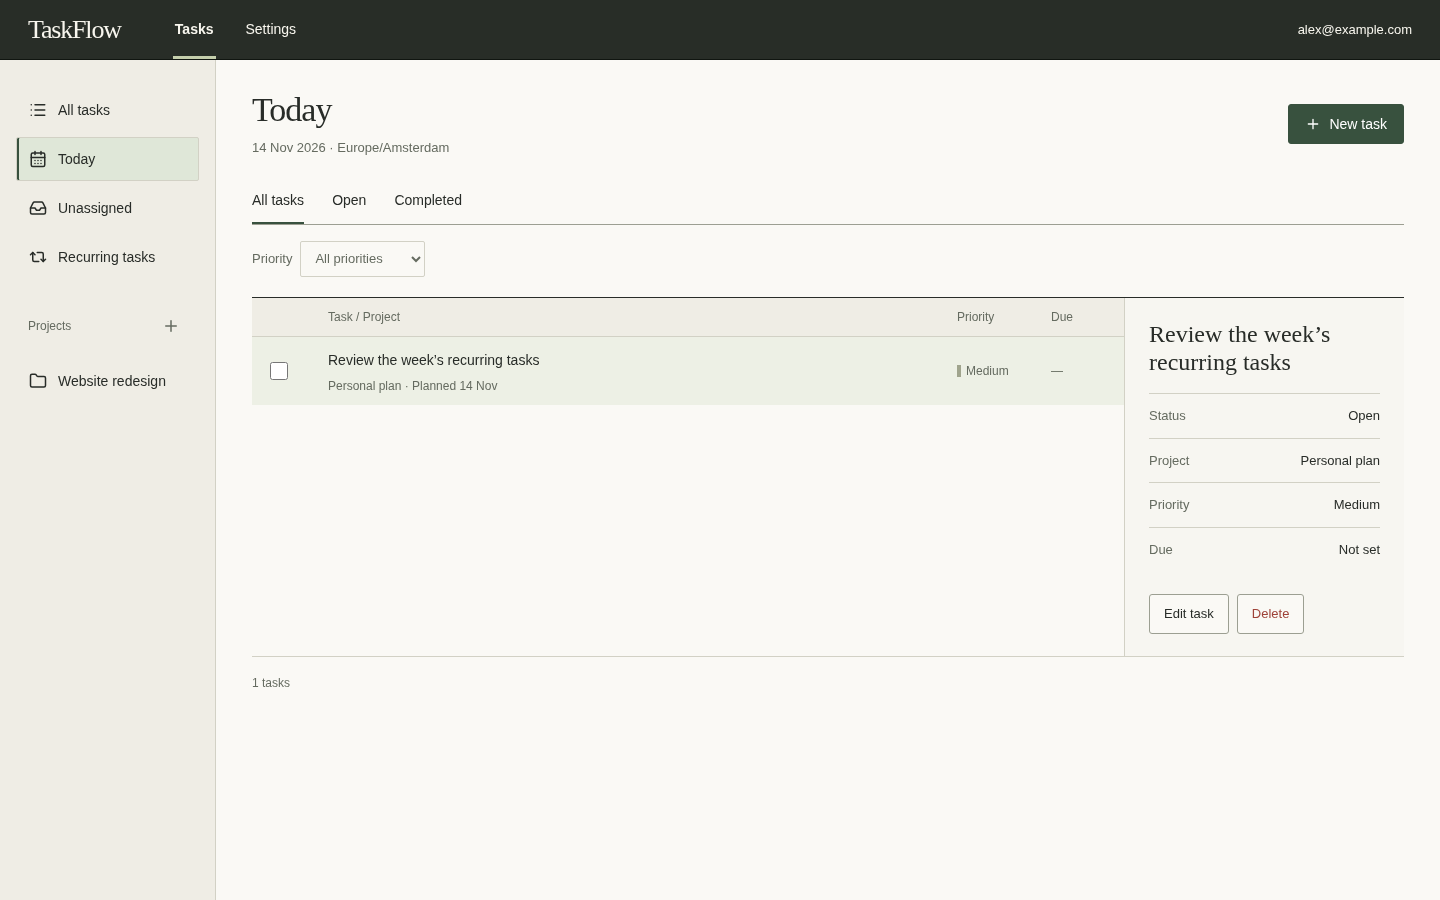 TaskFlow
Tasks
Settings
alex@example.com
All tasks
Today
Unassigned
Recurring tasks
Projects
Website redesign
Today
14 Nov 2026 · Europe/Amsterdam
New task
All tasks
Open
Completed
Priority
All priorities
Task / Project
Priority
Due
Review the week’s recurring tasks
Personal plan · Planned 14 Nov
Medium
—
Review the week’s
recurring tasks
Status
Open
Project
Personal plan
Priority
Medium
Due
Not set
Edit task
Delete
1 tasks